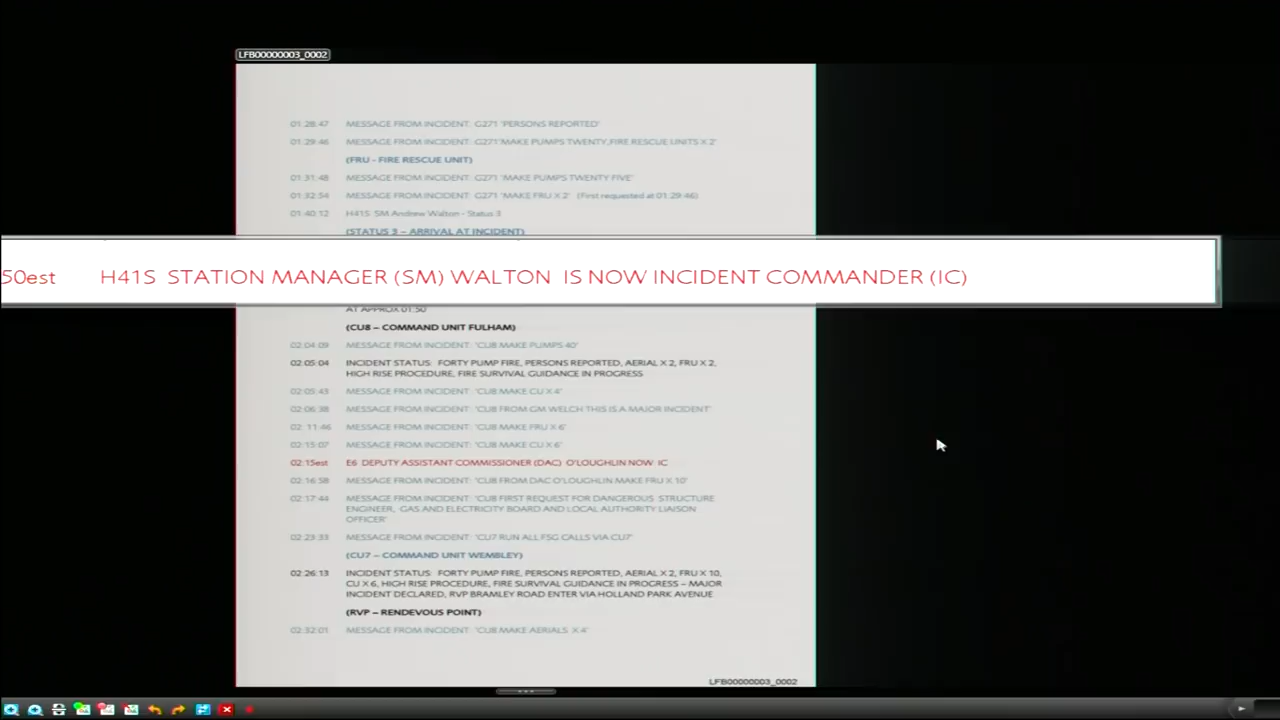 LFB00000003_0002
01:28:47 MESSAGE FROM INCIDENT: G271 'PERSONS REPORTED'
01:29:46 MESSAGE FROM INCIDENT: G271'MAKE PUMPS TWENTY,FIRE RESCUE UNITS X 2'
(FRU - FIRE RESCUE UNIT)
01:31:48 MESSAGE FROM INCIDENT: G271 'MAKE PUMPS TWENTY FIVE'
01:32:54 MESSAGE FROM INCIDENT: G271 'MAKE FRU X 2' (First requested at 01:29:46)
01:40:12 H41S SM Andrew Walton - Status 3
(STATUS 3 – ARRIVAL AT INCIDENT)
50est H41S STATION MANAGER (SM) WALTON IS NOW INCIDENT COMMANDER (IC)
AT APPROX 01:50
(CU8 – COMMAND UNIT FULHAM)
02:04:09 MESSAGE FROM INCIDENT: 'CU8 MAKE PUMPS 40'
02:05:04 INCIDENT STATUS: FORTY PUMP FIRE, PERSONS REPORTED, AERIAL X 2, FRU X 2,
HIGH RISE PROCEDURE, FIRE SURVIVAL GUIDANCE IN PROGRESS
02:05:43 MESSAGE FROM INCIDENT: 'CU8 MAKE CU X 4'
02:06:38 MESSAGE FROM INCIDENT: 'CU8 FROM GM WELCH THIS IS A MAJOR INCIDENT'
02: 11:46 MESSAGE FROM INCIDENT: 'CU8 MAKE FRU X 6'
02:15:07 MESSAGE FROM INCIDENT: 'CU8 MAKE CU X 6'
02:15est E6 DEPUTY ASSISTANT COMMISSIONER (DAC) O'LOUGHLIN NOW IC
02:16:58 MESSAGE FROM INCIDENT: 'CU8 FROM DAC O'LOUGHLIN MAKE FRU X 10'
02:17:44 MESSAGE FROM INCIDENT: 'CU8 FIRST REQUEST FOR DANGEROUS STRUCTURE
ENGINEER, GAS AND ELECTRICITY BOARD AND LOCAL AUTHORITY LIAISON
OFFICER'
02:23:33 MESSAGE FROM INCIDENT: 'CU7 RUN ALL FSG CALLS VIA CU7'
(CU7 – COMMAND UNIT WEMBLEY)
02:26:13 INCIDENT STATUS: FORTY PUMP FIRE, PERSONS REPORTED, AERIAL X 2, FRU X 10,
CU X 6, HIGH RISE PROCEDURE, FIRE SURVIVAL GUIDANCE IN PROGRESS – MAJOR
INCIDENT DECLARED, RVP BRAMLEY ROAD ENTER VIA HOLLAND PARK AVENUE
(RVP – RENDEVOUS POINT)
02:32:01 MESSAGE FROM INCIDENT: 'CU8 MAKE AERIALS X 4'
LFB00000003_0002